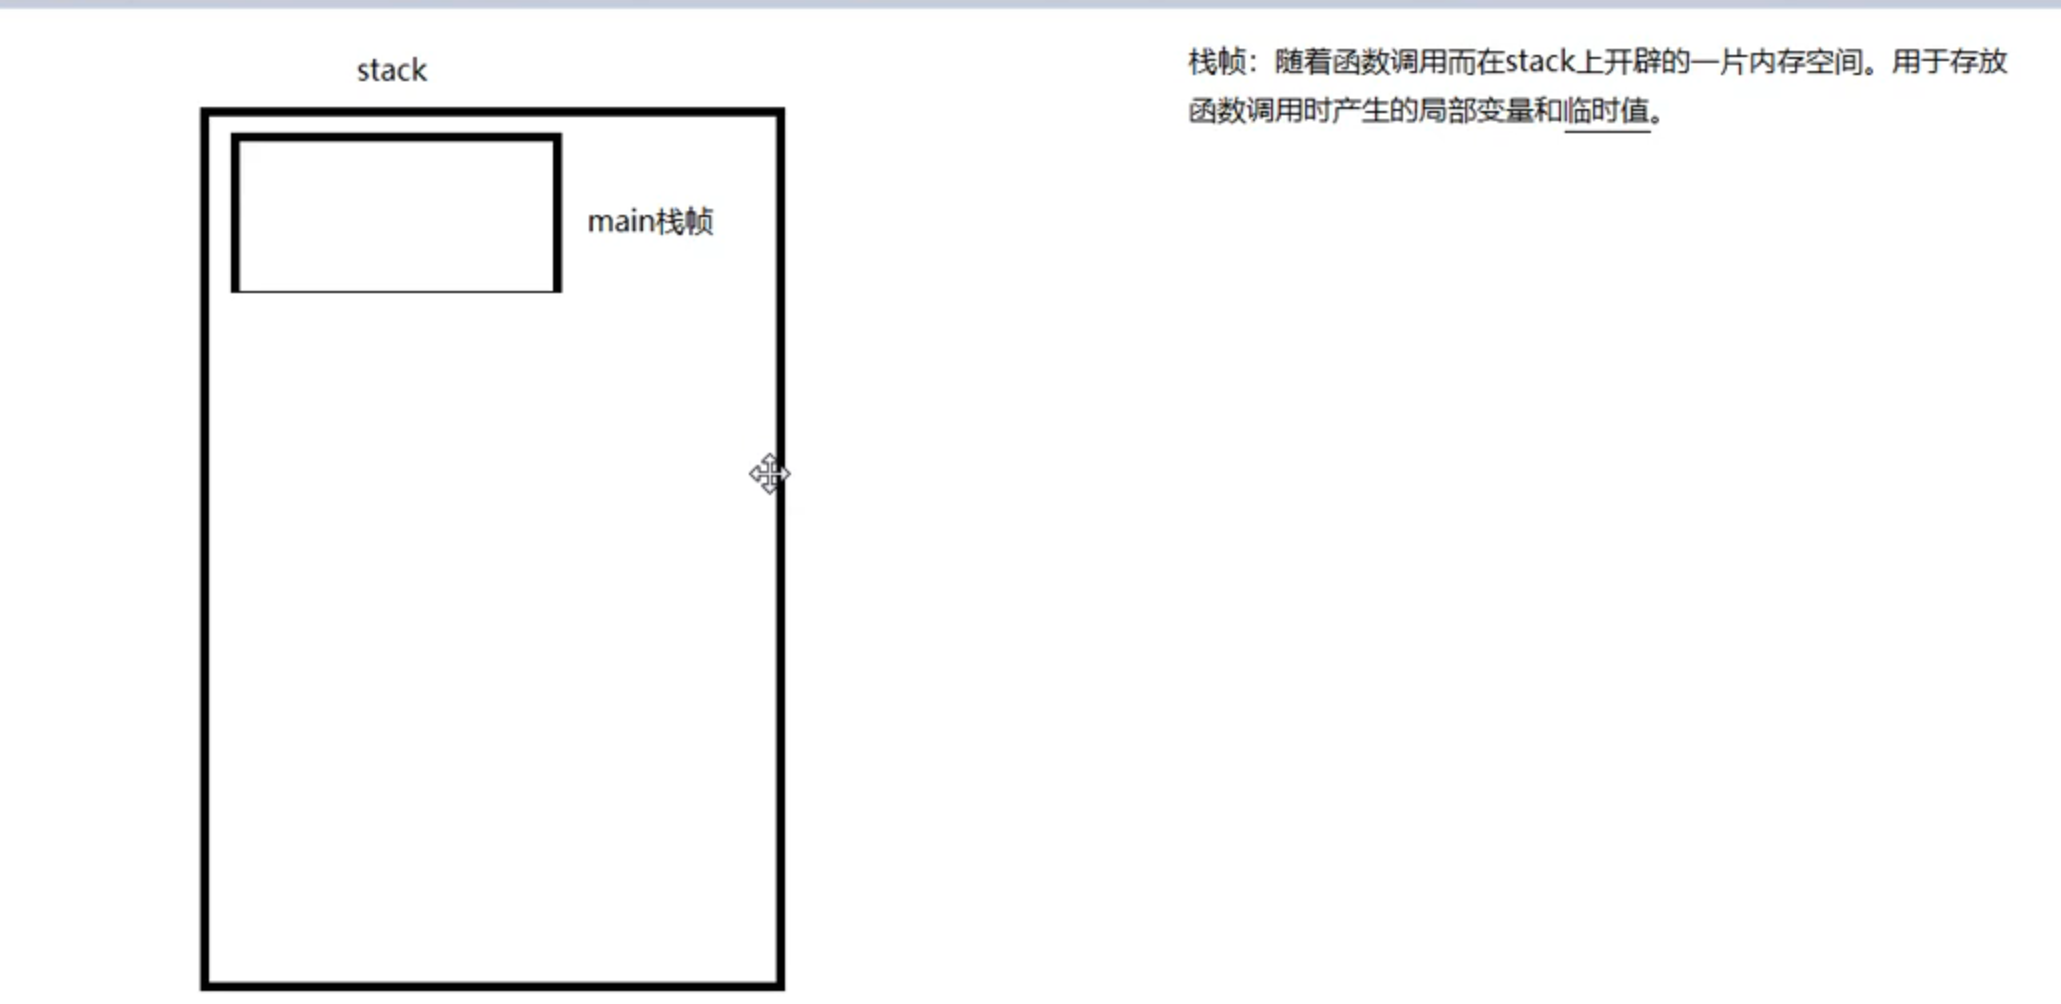 stack
main栈帧
栈帧：随着函数调用而在stack上开辟的一片内存空间。用于存放
函数调用时产生的局部变量和临时值。